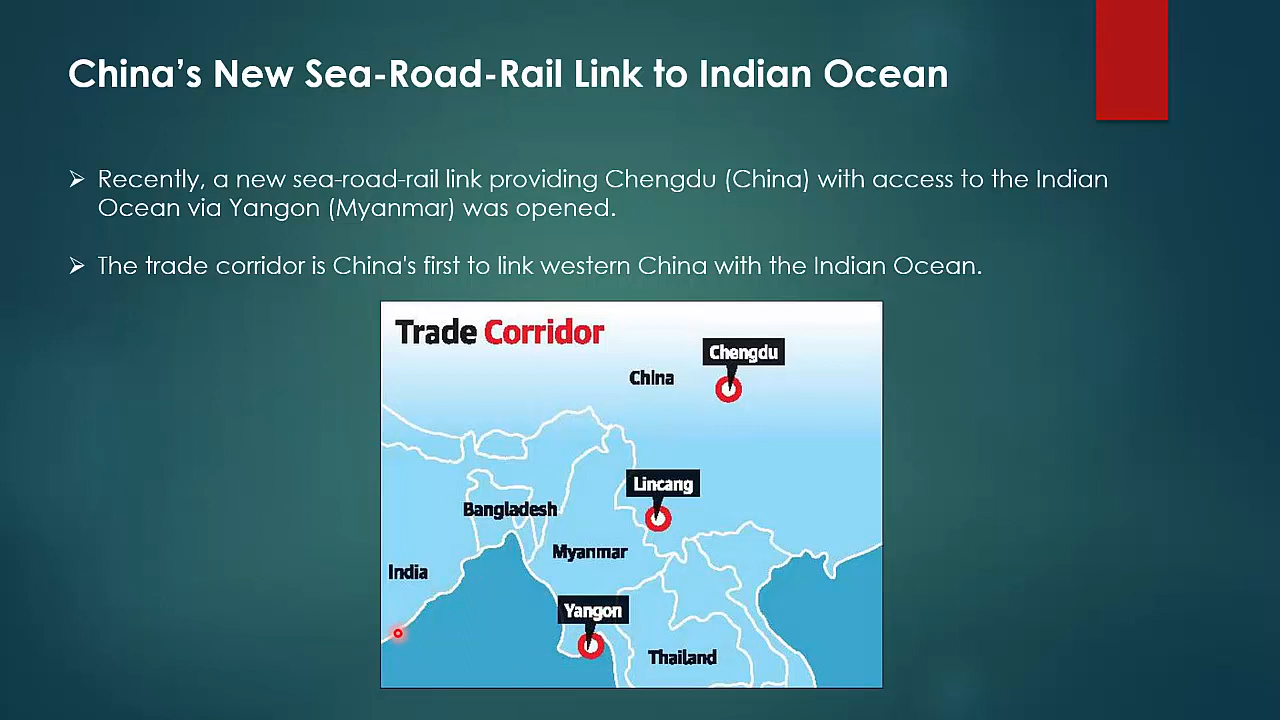 China’s New Sea-Road-Rail Link to Indian Ocean
➢ Recently, a new sea-road-rail link providing Chengdu (China) with access to the Indian
Ocean via Yangon (Myanmar) was opened.
➢ The trade corridor is China's first to link western China with the Indian Ocean.
Trade Corridor
Chengdu
China
Lincang
Bangladesh
Myanmar
India
Yangon
Thailand